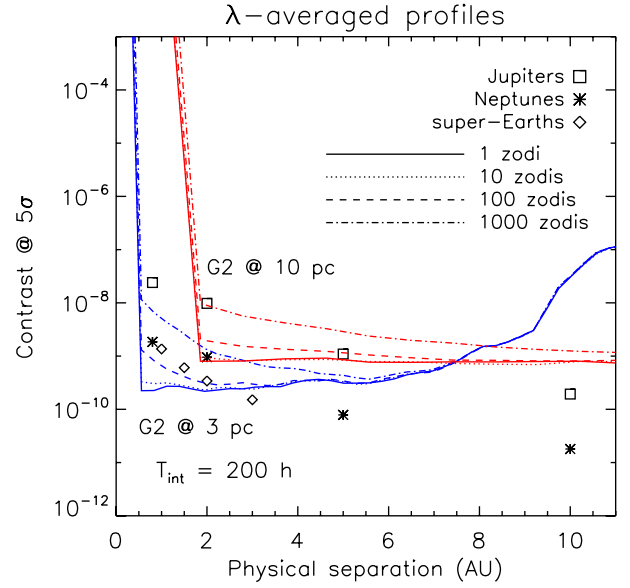 λ-averaged profiles
Contrast @ 5σ
10⁻⁴
10⁻⁶
10⁻⁸
10⁻¹⁰
10⁻¹²
Jupiters
Neptunes
super-Earths
1 zodi
10 zodis
100 zodis
1000 zodis
G2 @ 10 pc
G2 @ 3 pc
T_int = 200 h
0 2 4 6 8 10
Physical separation (AU)